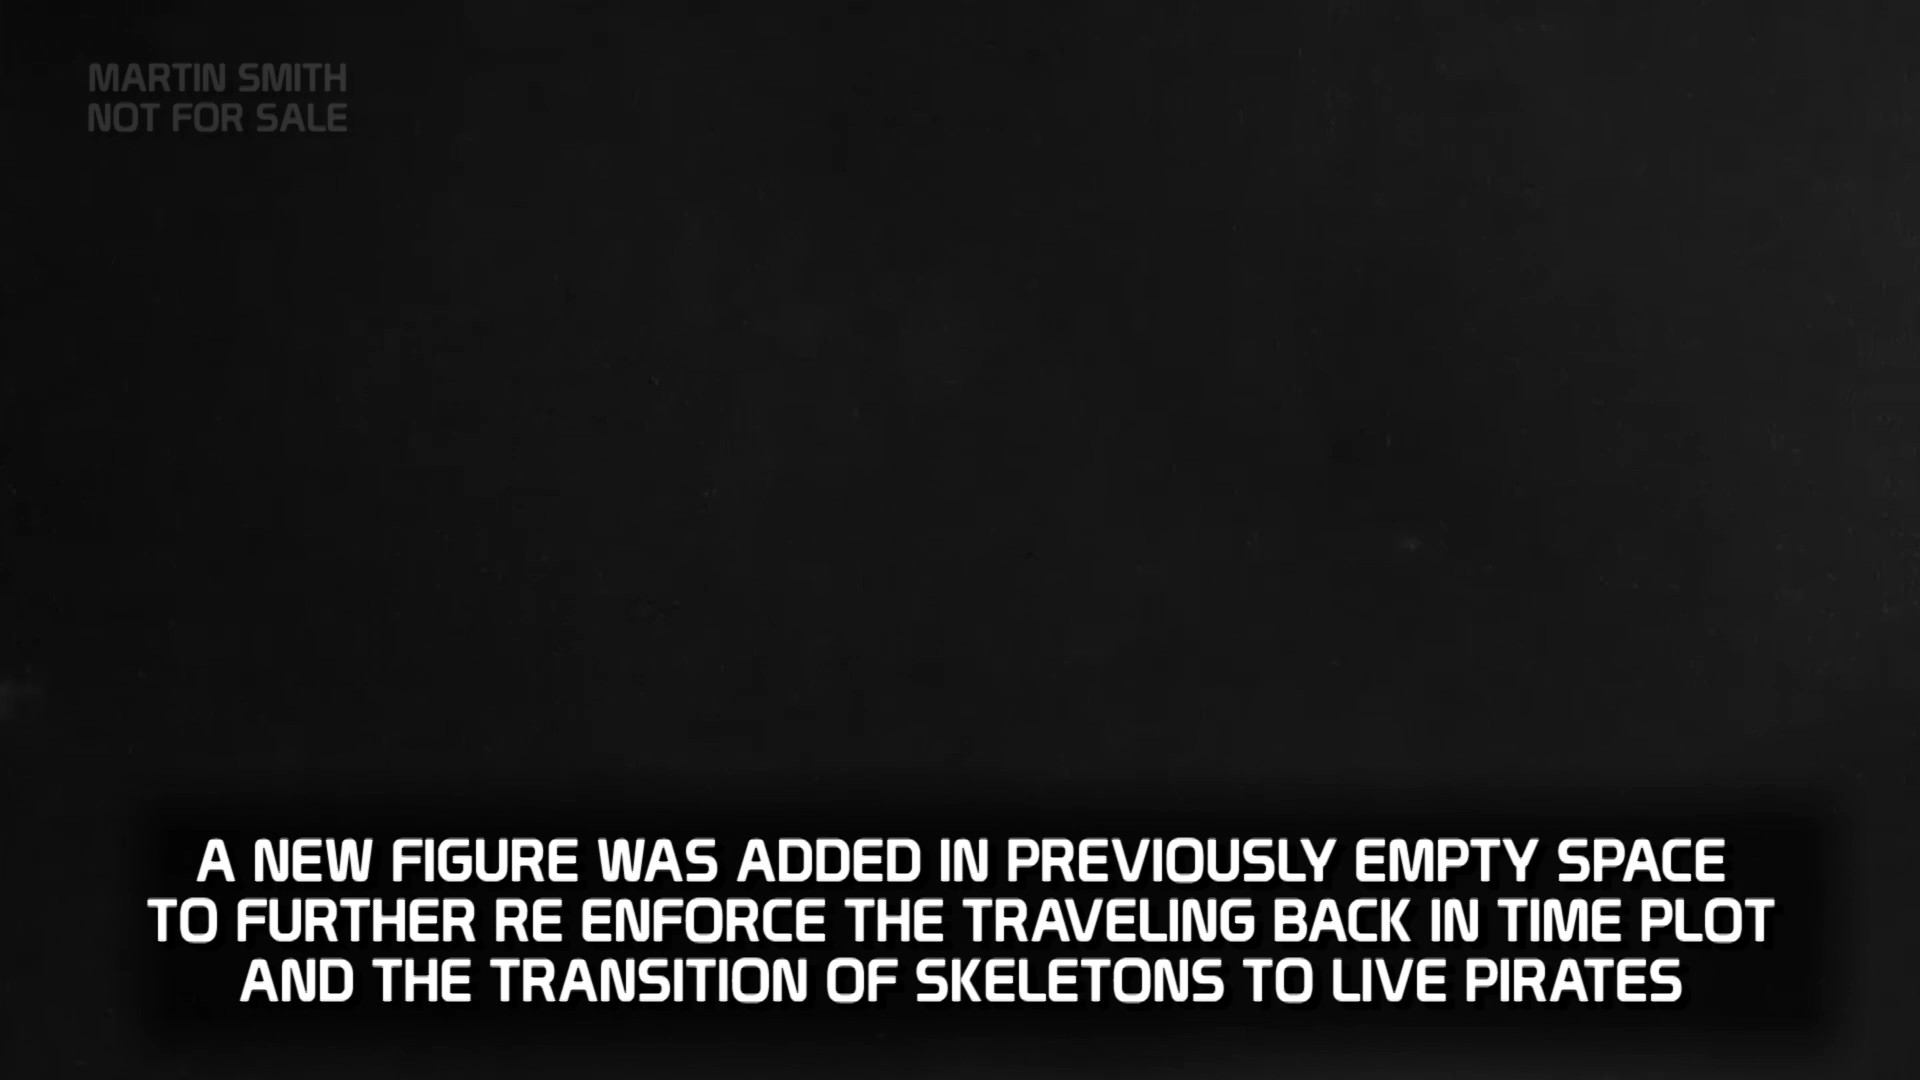 MARTIN SMITH
NOT FOR SALE
A NEW FIGURE WAS ADDED IN PREVIOUSLY EMPTY SPACE
TO FURTHER RE ENFORCE THE TRAVELING BACK IN TIME PLOT
AND THE TRANSITION OF SKELETONS TO LIVE PIRATES